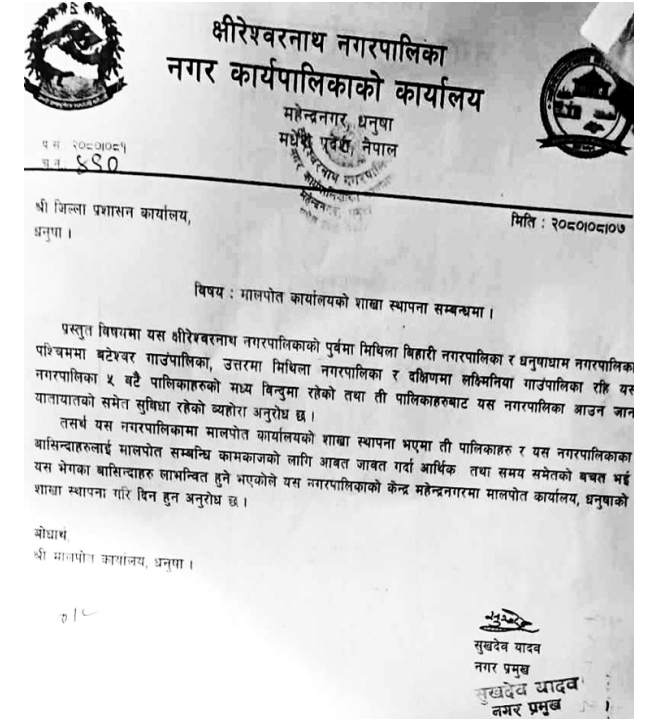 क्षीरेश्वरनाथ नगरपालिका
नगर कार्यपालिकाको कार्यालय
महेन्द्रनगर, धनुषा
मधेश प्रदेश, नेपाल
प.स. २०८०।०८१
च.न. ४९०
मिति : २०८०।०८।०७
श्री जिल्ला प्रशासन कार्यालय,
धनुषा ।
विषय : मालपोत कार्यालयको शाखा स्थापना सम्बन्धमा ।
प्रस्तुत विषयमा यस क्षीरेश्वरनाथ नगरपालिकाको पुर्वमा मिथिला बिहारी नगरपालिका र धनुषाधाम नगरपालिका
पश्चिममा बटेश्वर गाउँपालिका, उत्तरमा मिथिला नगरपालिका र दक्षिणमा लक्ष्मिनिया गाउँपालिका रहि यस
नगरपालिका ५ वटै पालिकाहरुको मध्य बिन्दुमा रहेको तथा ती पालिकाहरुबाट यस नगरपालिका आउन जान
यातायातको समेत सुविधा रहेको ब्यहोरा अनुरोध छ ।
तसर्थ यस नगरपालिकामा मालपोत कार्यालयको शाखा स्थापना भएमा ती पालिकाहरु र यस नगरपालिकाका
बासिन्दाहरुलाई मालपोत सम्बन्धि कामकाजको लागि आवत जावत गर्दा आर्थिक तथा समय समेतको बचत भई
यस भेगका बासिन्दाहरु लाभन्वित हुने भएकोले यस नगरपालिकाको केन्द्र महेन्द्रनगरमा मालपोत कार्यालय, धनुषाको
शाखा स्थापना गरि दिन हुन अनुरोध छ ।
बोधार्थ
श्री मालपोत कार्यालय, धनुषा ।
सुखदेव यादव
नगर प्रमुख
सुखदेव यादव
नगर प्रमुख